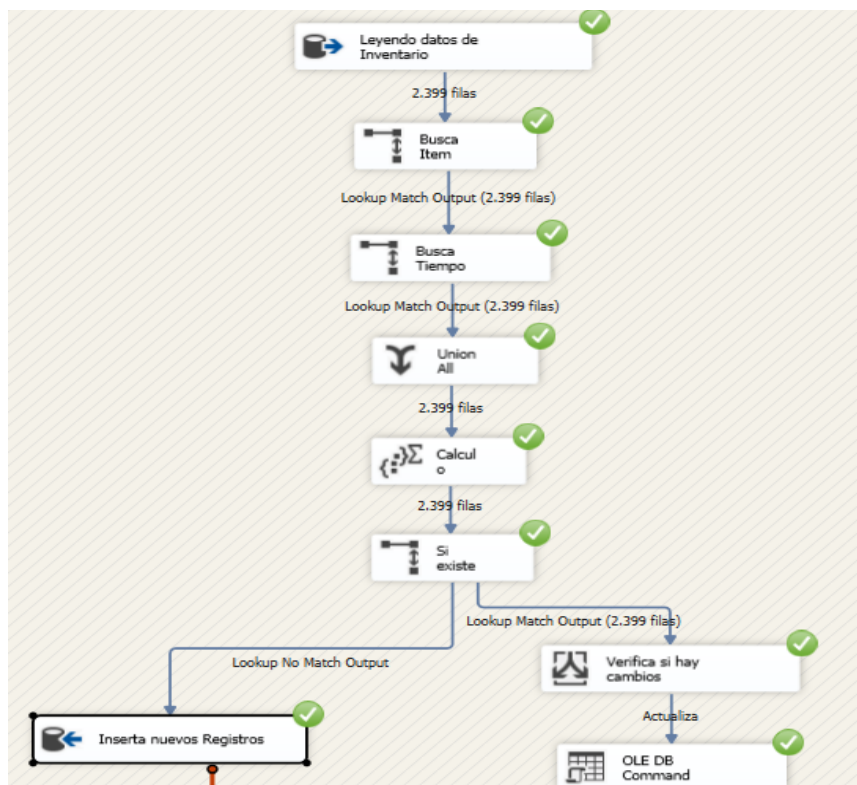 Leyendo datos de
Inventario
2.399 filas
Busca
Item
Lookup Match Output (2.399 filas)
Busca
Tiempo
Lookup Match Output (2.399 filas)
Union
All
2.399 filas
Calcul
o
2.399 filas
Si
existe
Lookup Match Output (2.399 filas)
Lookup No Match Output
Verifica si hay
cambios
Actualiza
Inserta nuevos Registros
OLE DB
Command